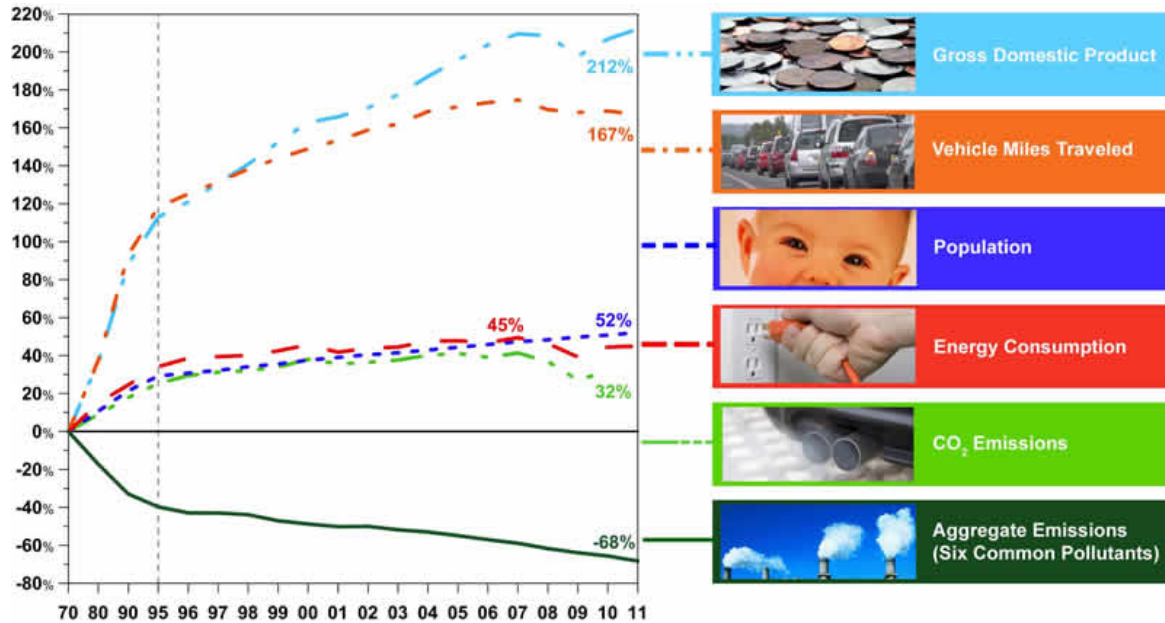 220%
200%
180%
160%
140%
120%
100%
80%
60%
40%
20%
0%
-20%
-40%
-60%
-80%
70 80 90 95 96 97 98 99 00 01 02 03 04 05 06 07 08 09 10 11
212%
167%
52%
45%
32%
-68%
Gross Domestic Product
Vehicle Miles Traveled
Population
Energy Consumption
CO₂ Emissions
Aggregate Emissions
(Six Common Pollutants)